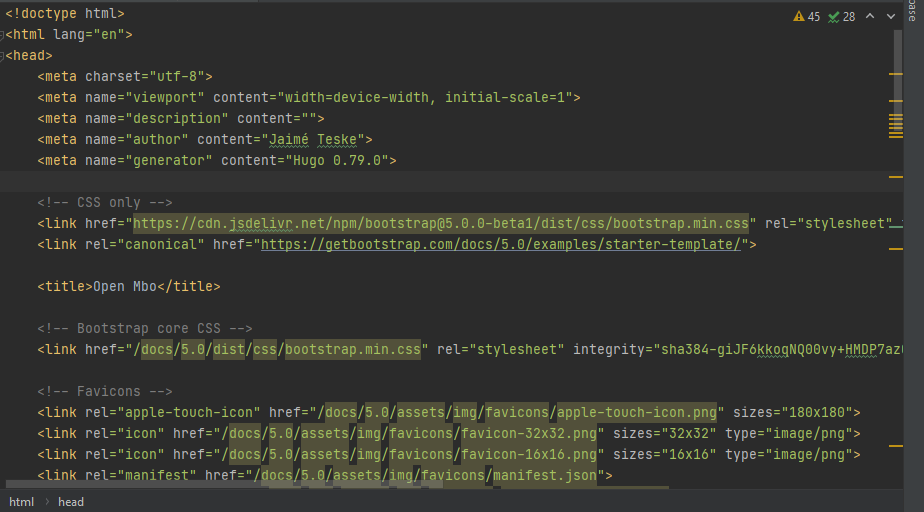 <!doctype html>
45 28
<html lang="en">
<head>
<meta charset="utf-8">
<meta name="viewport" content="width=device-width, initial-scale=1">
<meta name="description" content="">
<meta name="author" content="Jaimé Teske">
<meta name="generator" content="Hugo 0.79.0">
<!-- CSS only -->
<link href="https://cdn.jsdelivr.net/npm/bootstrap@5.0.0-beta1/dist/css/bootstrap.min.css" rel="stylesheet"
<link rel="canonical" href="https://getbootstrap.com/docs/5.0/examples/starter-template/">
<title>Open Mbo</title>
<!-- Bootstrap core CSS -->
<link href="/docs/5.0/dist/css/bootstrap.min.css" rel="stylesheet" integrity="sha384-giJF6kkoqNQ00vy+HMDP7az
<!-- Favicons -->
<link rel="apple-touch-icon" href="/docs/5.0/assets/img/favicons/apple-touch-icon.png" sizes="180x180">
<link rel="icon" href="/docs/5.0/assets/img/favicons/favicon-32x32.png" sizes="32x32" type="image/png">
<link rel="icon" href="/docs/5.0/assets/img/favicons/favicon-16x16.png" sizes="16x16" type="image/png">
<link rel="manifest" href="/docs/5.0/assets/img/favicons/manifest.json">
html > head